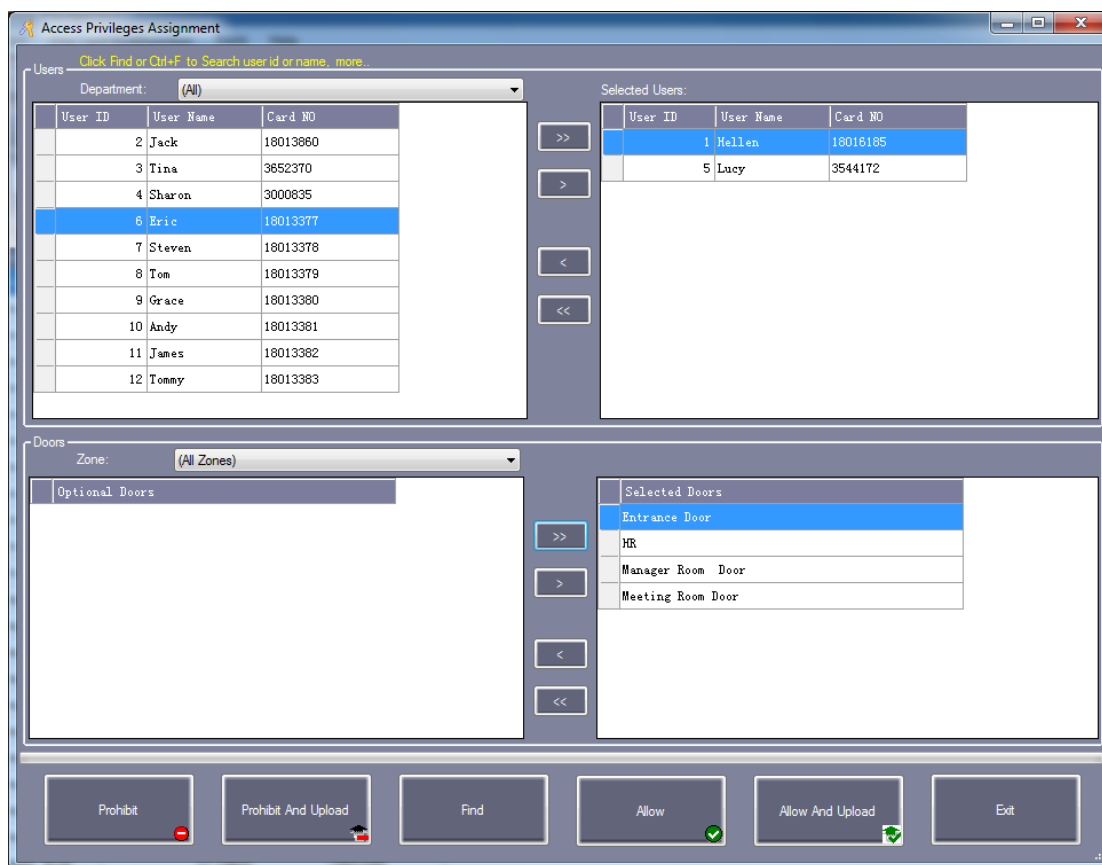 Access Privileges Assignment
Click Find or Ctrl+F to Search user id or name, more..
Users
Department: (All)
Selected Users:
User ID User Name Card NO
2 Jack 18013860
3 Tina 3652370
4 Sharon 3000835
6 Eric 18013377
7 Steven 18013378
8 Tom 18013379
9 Grace 18013380
10 Andy 18013381
11 James 18013382
12 Tommy 18013383
>>
>
<
<<
User ID User Name Card NO
1 Hellen 18016185
5 Lucy 3544172
Doors
Zone: (All Zones)
Optional Doors
>>
>
<
<<
Selected Doors
Entrance Door
HR
Manager Room Door
Meeting Room Door
Prohibit
Prohibit And Upload
Find
Allow
Allow And Upload
Exit